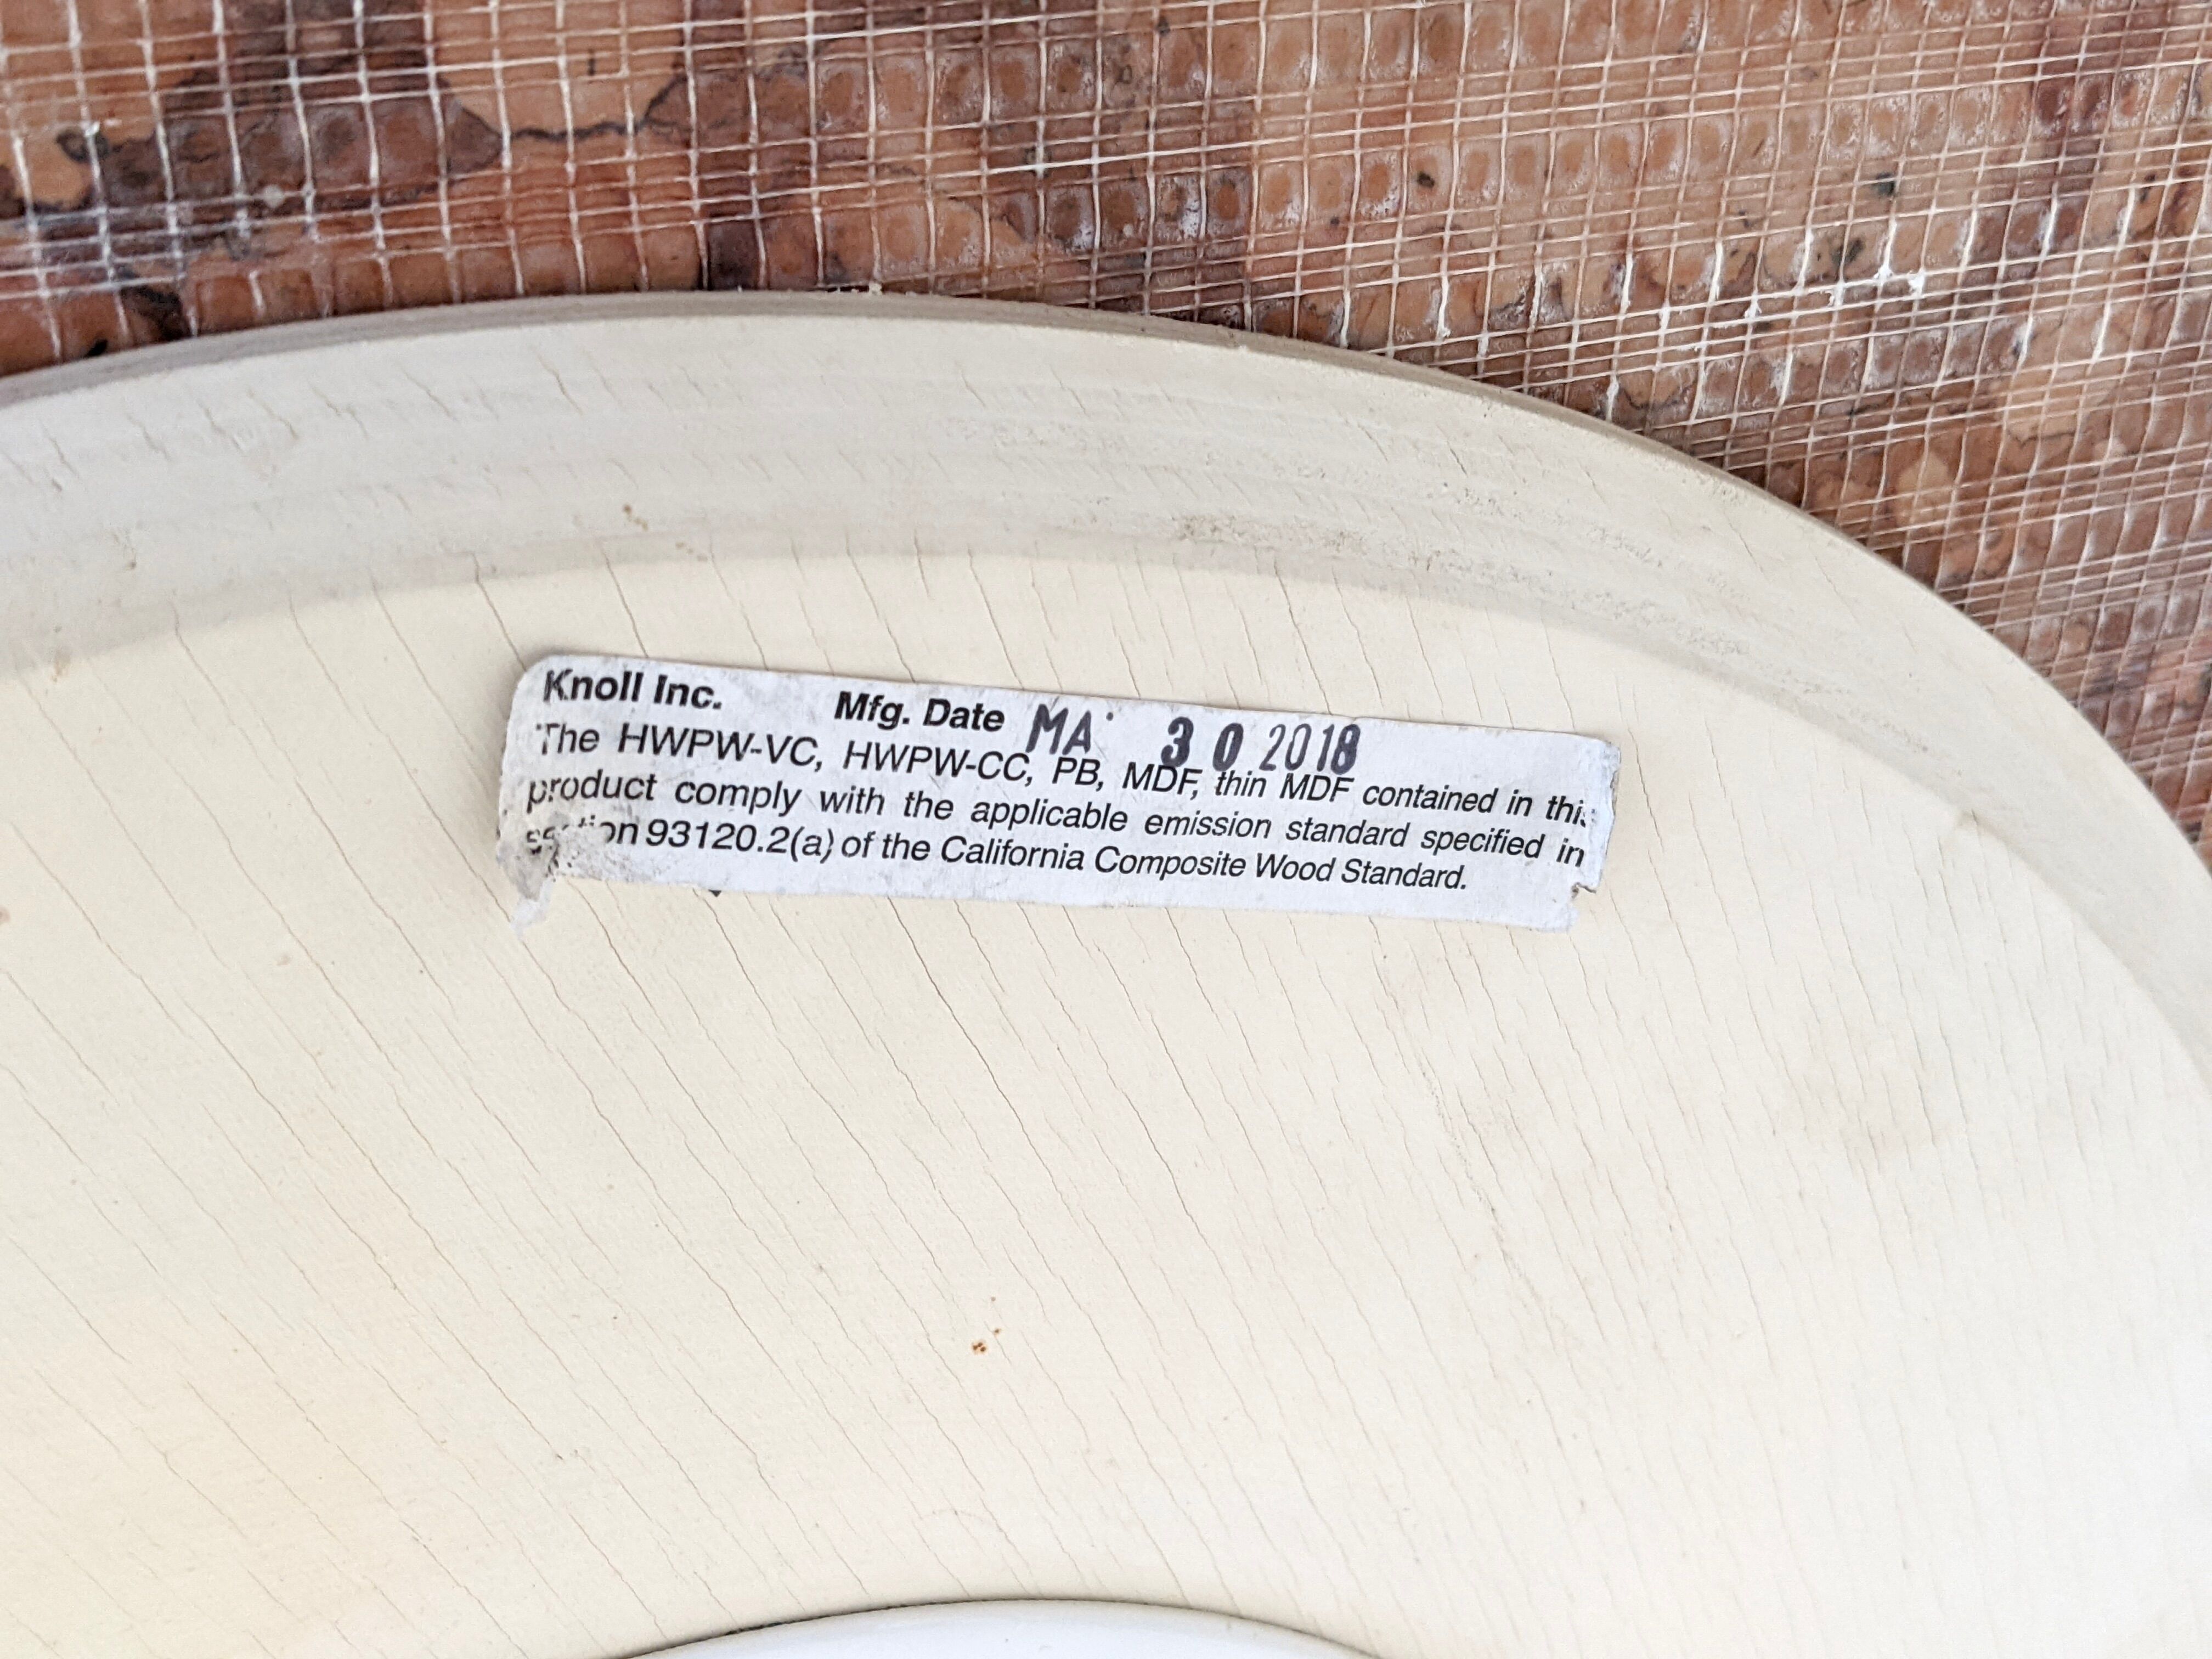 Knoll Inc. Mfg. Date 30 2018
The HWPW-VC, HWPW-CC, PB, MDF, thin MDF contained in this
product comply with the applicable emission standard specified in
section 93120.2(a) of the California Composite Wood Standard.